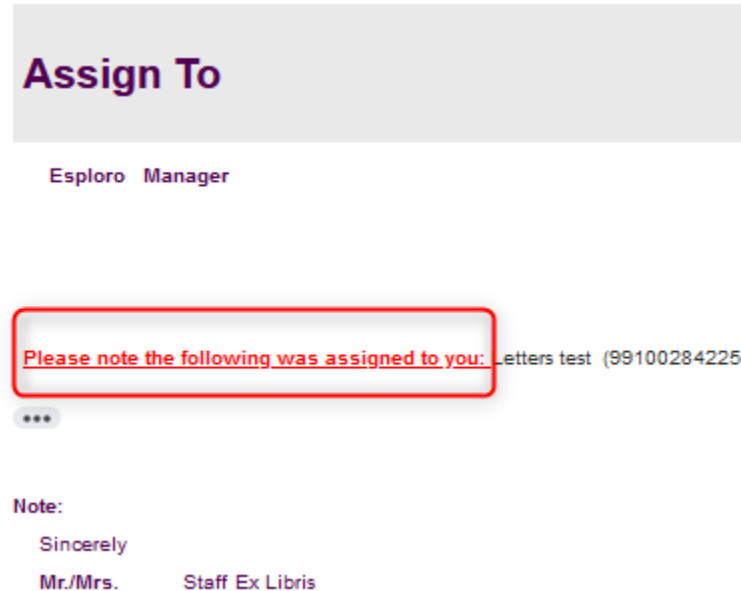 Assign To
Esploro Manager
Please note the following was assigned to you: Letters test (99100284225
Note:
Sincerely
Mr./Mrs. Staff Ex Libris